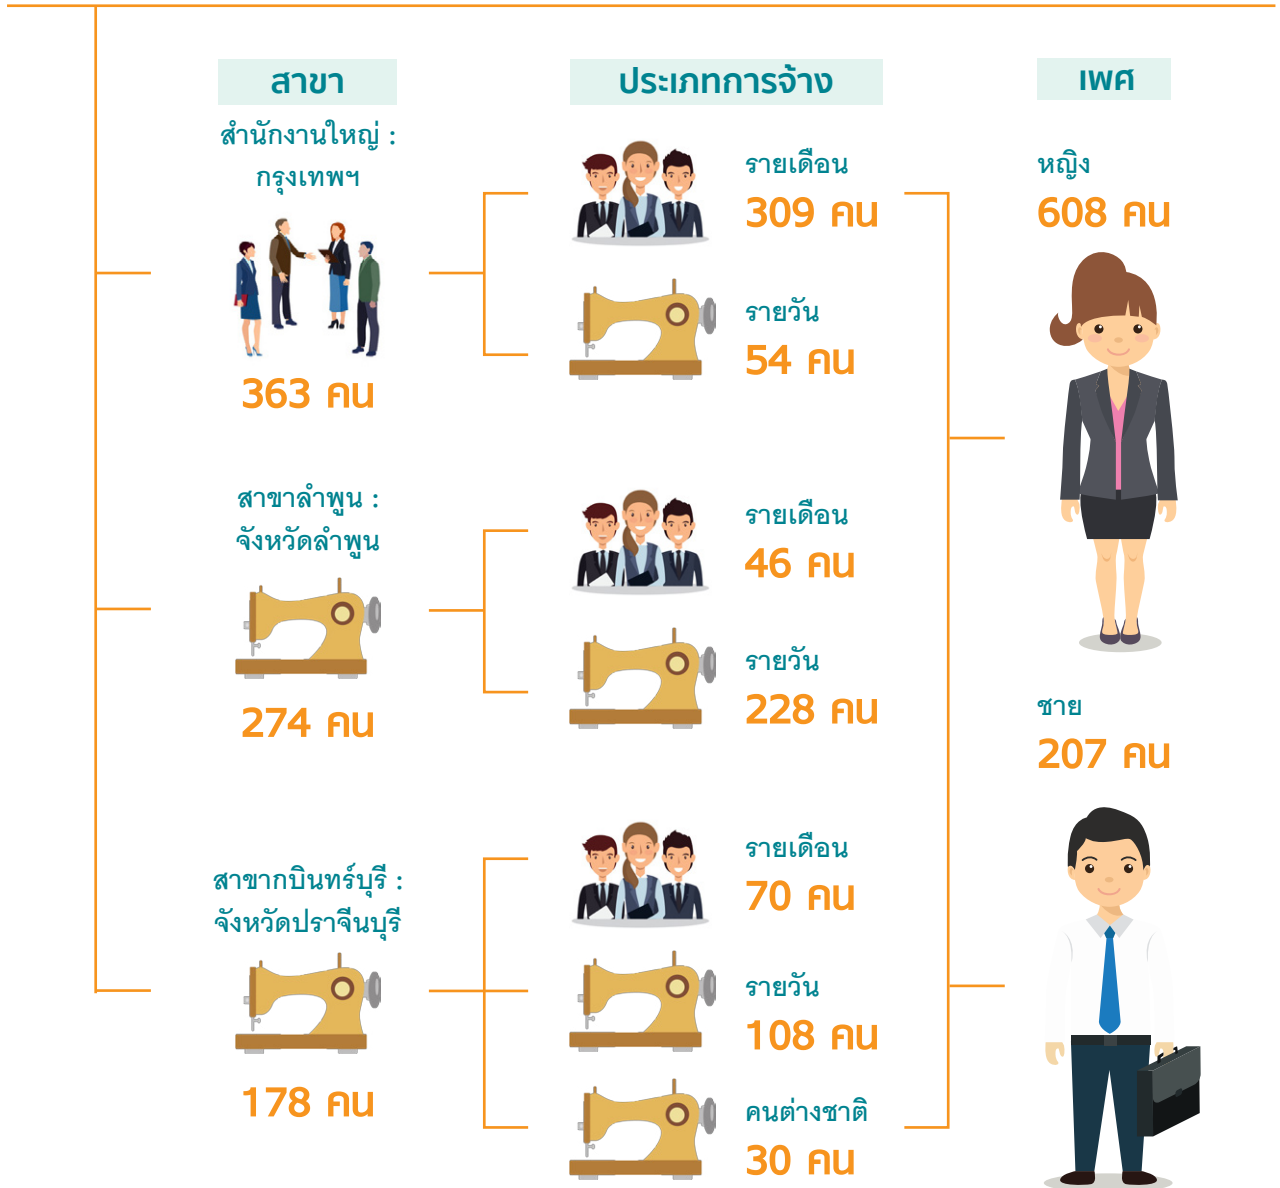 สาขา
สำนักงานใหญ่ :
กรุงเทพฯ
363 คน
สาขาลำพูน :
จังหวัดลำพูน
274 คน
สาขากบินทร์บุรี :
จังหวัดปราจีนบุรี
178 คน
ประเภทการจ้าง
รายเดือน
309 คน
รายวัน
54 คน
รายเดือน
46 คน
รายวัน
228 คน
รายเดือน
70 คน
รายวัน
108 คน
คนต่างชาติ
30 คน
เพศ
หญิง
608 คน
ชาย
207 คน